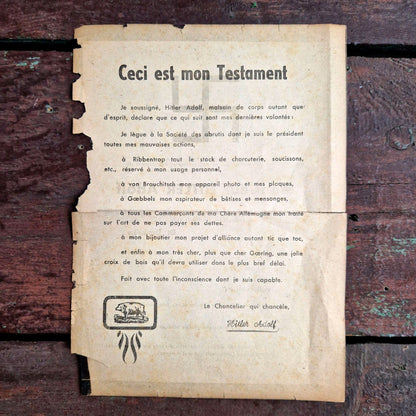 Ceci est mon Testament
Je soussigné, Hitler Adolf, malsain de corps autant que
d'esprit, déclare que ce qui suit sont mes dernières volontés :
Je lègue à la Société des abrutis dont je suis le président
toutes mes mauvaises actions,
à Ribbentrop tout le stock de charcuterie, soucissons,
etc., réservé à mon usage personnel,
à von Brauchitsch mon appareil photo et mes plaques,
à Gœbbels mon aspirateur de bêtises et mensonges,
à tous les Commerçants de ma Chère Allemagne mon traité
sur l'art de ne pas payer ses dettes.
à mon bijoutier mon projet d'alliance autant tic que toc,
et enfin à mon très cher, plus que cher Gœring, une jolie
croix de bois qu'il devra utiliser dans le plus bref délai.
Fait avec toute l'inconscience dont je suis capable.
Le Chancelier qui chancèle,
Hitler Adolf